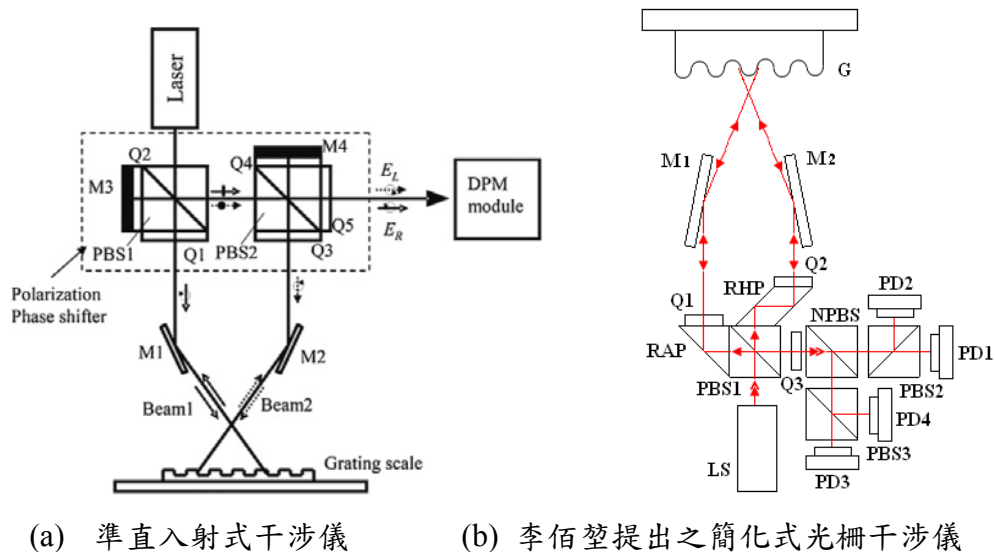 Laser
M4
Q2
Q4
M3
E_L
DPM
module
E_R
Q5
PBS1
Q1
PBS2
Q3
Polarization
Phase shifter
M1
M2
Beam1
Beam2
Grating scale
(a) 準直入射式干涉儀
G
M1
M2
Q2
RHP
PD2
Q1
NPBS
RAP
PD1
PBS1
Q3
PBS2
PD4
LS
PBS3
PD3
(b) 李佰堃提出之簡化式光柵干涉儀